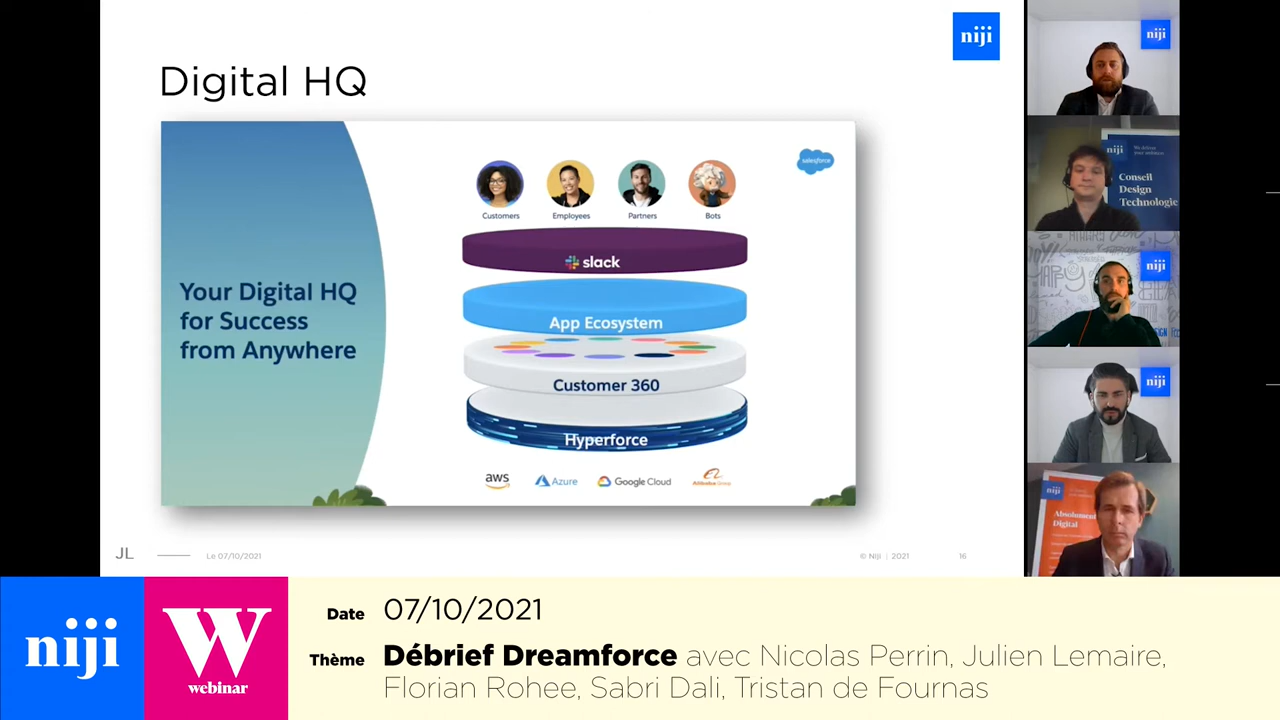 niji
Digital HQ
Your Digital HQ
for Success
from Anywhere
salesforce
Customers
Employees
Partners
Bots
slack
App Ecosystem
Customer 360
Hyperforce
aws
Azure
Google Cloud
Alibaba Group
JL
Le 07/10/2021
© Niji | 2021
16
niji
niji
Conseil
Design
Technologie
niji
niji
niji
Absolument
Digital
niji
W
webinar
Date 07/10/2021
Thème Débrief Dreamforce avec Nicolas Perrin, Julien Lemaire,
Florian Rohee, Sabri Dali, Tristan de Fournas